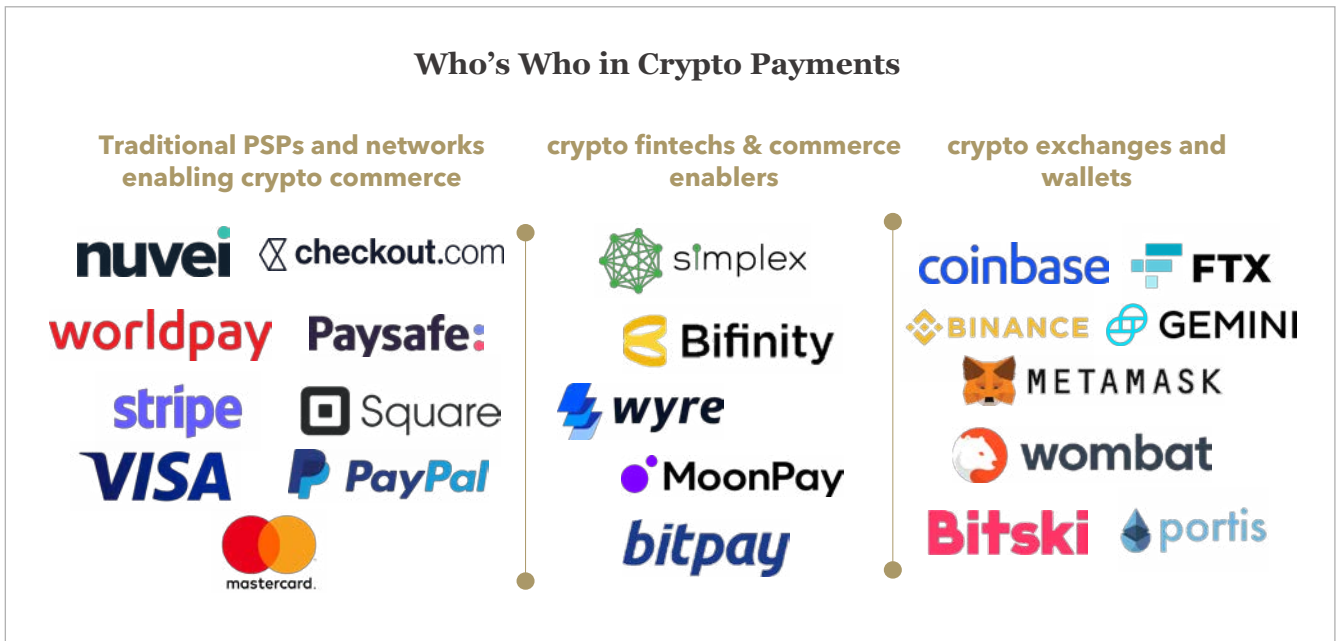 Who's Who in Crypto Payments
Traditional PSPs and networks
enabling crypto commerce
nuvei checkout.com
worldpay Paysafe:
stripe Square
VISA PayPal
mastercard.
crypto fintechs & commerce
enablers
simplex
Bifinity
wyre
MoonPay
bitpay
crypto exchanges and
wallets
coinbase FTX
BINANCE GEMINI
METAMASK
wombat
Bitski portis